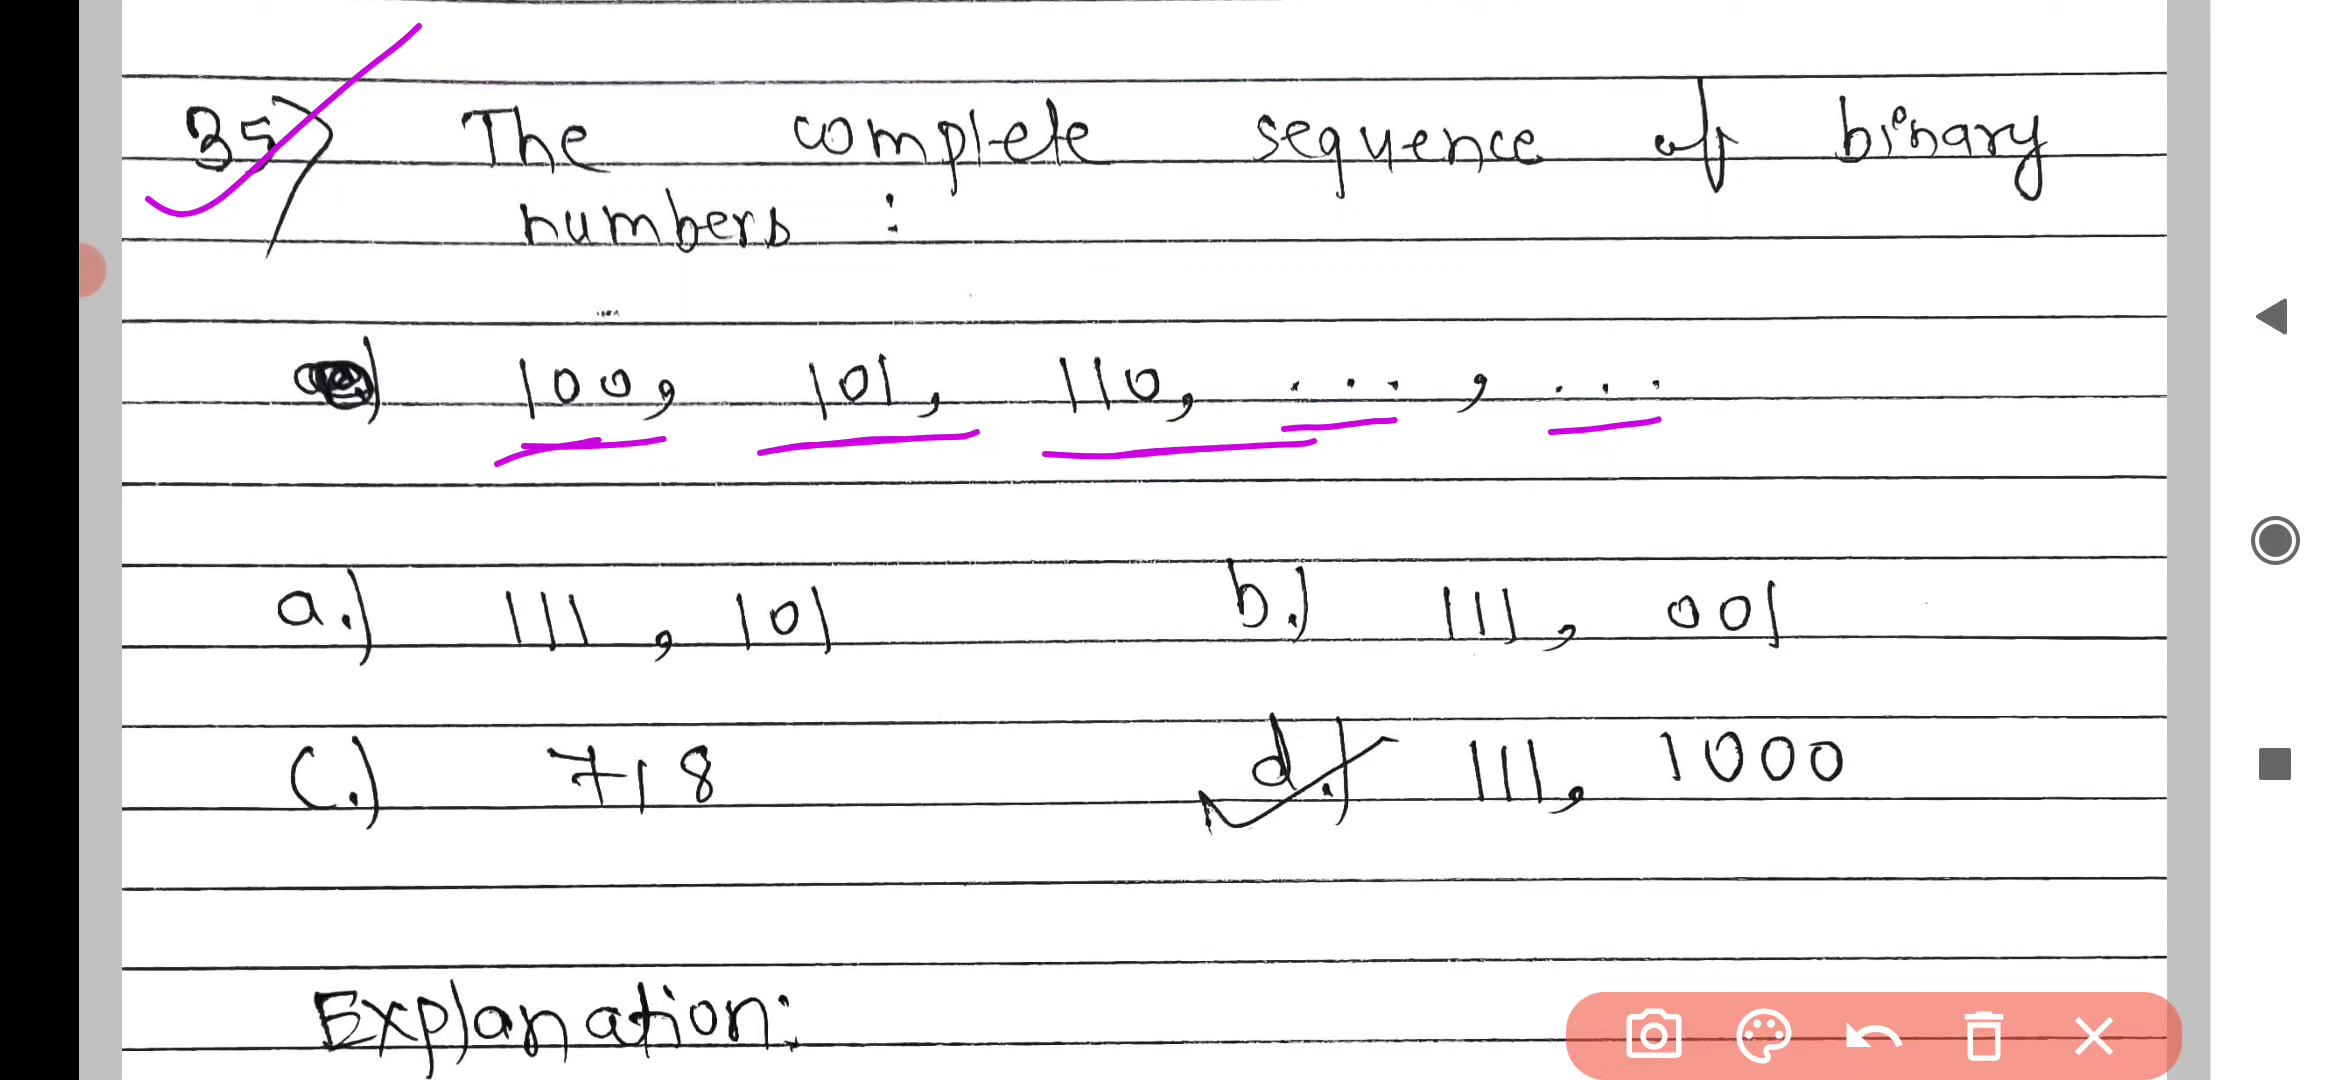 35) The complete sequence of binary
numbers :
100, 101, 110, ..., ...
a.) 111, 101 b.) 111, 001
c.) 7, 8 d.) 111, 1000
Explanation: